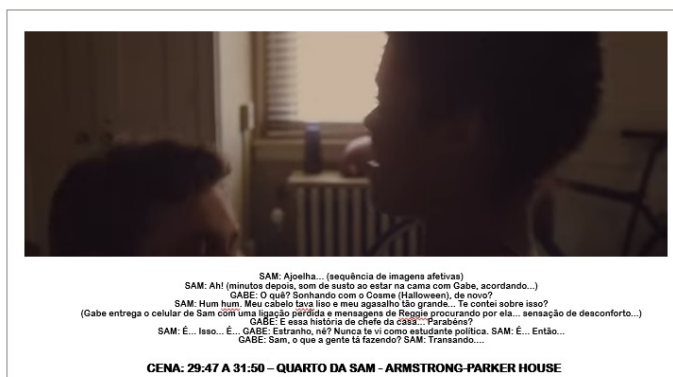 SAM: Ajoelha... (sequência de imagens afetivas)
SAM: Ah! (minutos depois, som de susto ao estar na cama com Gabe, acordando...)
GABE: O quê? Sonhando com o Cosme (Halloween), de novo?
SAM: Hum hum. Meu cabelo tava liso e meu agasalho tão grande... Te contei sobre isso?
(Gabe entrega o celular de Sam com uma ligação perdida e mensagens de Reggie procurando por ela... sensação de desconforto...)
GABE: E essa história de chefe da casa... Parabéns?
SAM: É... Isso... É... GABE: Estranho, né? Nunca te vi como estudante política. SAM: É... Então...
GABE: Sam, o que a gente tá fazendo? SAM: Transando....
CENA: 29:47 A 31:50 – QUARTO DA SAM - ARMSTRONG-PARKER HOUSE